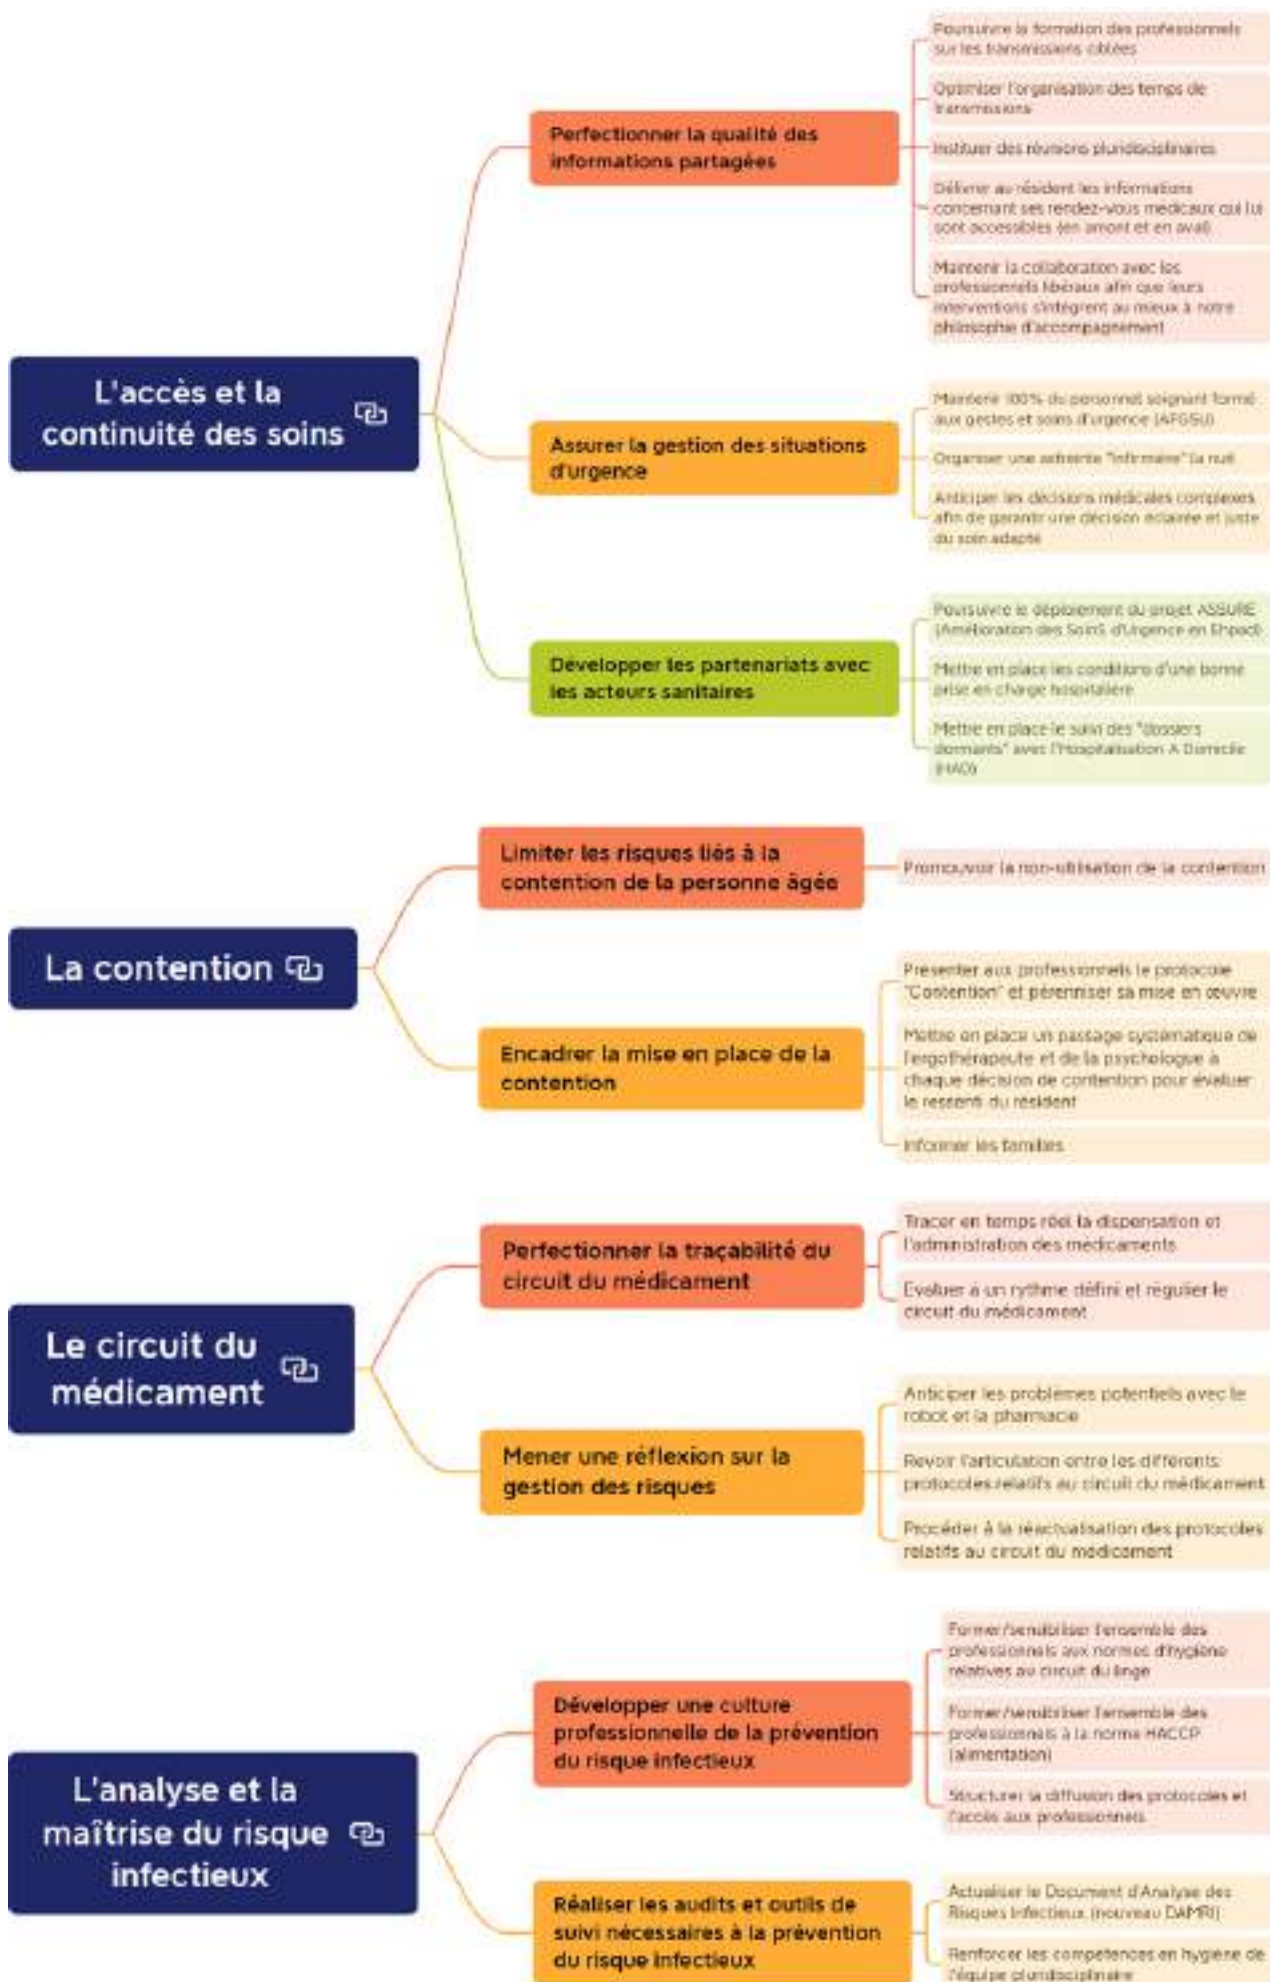 L'accès et la
continuité des soins
Perfectionner la qualité des
informations partagées
Poursuivre la formation des professionnels
sur les transmissions ciblées
Optimiser l'organisation des temps de
transmissions
Instituer des réunions pluridisciplinaires
Délivrer au résident les informations
concernant ses rendez-vous médicaux qui lui
sont accessibles (en amont et en aval)
Maintenir la collaboration avec les
professionnels libéraux afin que leurs
interventions s'intègrent au mieux à notre
philosophie d'accompagnement
Assurer la gestion des situations
d'urgence
Maintenir 100% du personnel soignant formé
aux gestes et soins d'urgence (AFGSU)
Organiser une astreinte "infirmière" la nuit
Anticiper les décisions médicales complexes
afin de garantir une décision éclairée et juste
du soin adapté
Développer les partenariats avec
les acteurs sanitaires
Poursuivre le déploiement du projet ASSURE
(Amélioration des SoinS d'Urgence en Ehpad)
Mettre en place les conditions d'une bonne
prise en charge hospitalière
Mettre en place le suivi des "dossiers
dormants" avec l'Hospitalisation A Domicile
(HAD)
La contention
Limiter les risques liés à la
contention de la personne âgée
Promouvoir la non-utilisation de la contention
Encadrer la mise en place de la
contention
Présenter aux professionnels le protocole
"Contention" et pérenniser sa mise en œuvre
Mettre en place un passage systématique de
l'ergothérapeute et de la psychologue à
chaque décision de contention pour évaluer
le ressenti du résident
Informer les familles
Le circuit du
médicament
Perfectionner la traçabilité du
circuit du médicament
Tracer en temps réel la dispensation et
l'administration des médicaments
Evaluer à un rythme défini et régulier le
circuit du médicament
Mener une réflexion sur la
gestion des risques
Anticiper les problèmes potentiels avec le
robot et la pharmacie
Revoir l'articulation entre les différents
protocoles relatifs au circuit du médicament
Procéder à la réactualisation des protocoles
relatifs au circuit du médicament
L'analyse et la
maîtrise du risque
infectieux
Développer une culture
professionnelle de la prévention
du risque infectieux
Former/sensibiliser l'ensemble des
professionnels aux normes d'hygiène
relatives au circuit du linge
Former/sensibiliser l'ensemble des
professionnels à la norme HACCP
(alimentation)
Structurer la diffusion des protocoles et
l'accès aux professionnels
Réaliser les audits et outils de
suivi nécessaires à la prévention
du risque infectieux
Actualiser le Document d'Analyse des
Risques Infectieux (nouveau DAMRI)
Renforcer les compétences en hygiène de
l'équipe pluridisciplinaire